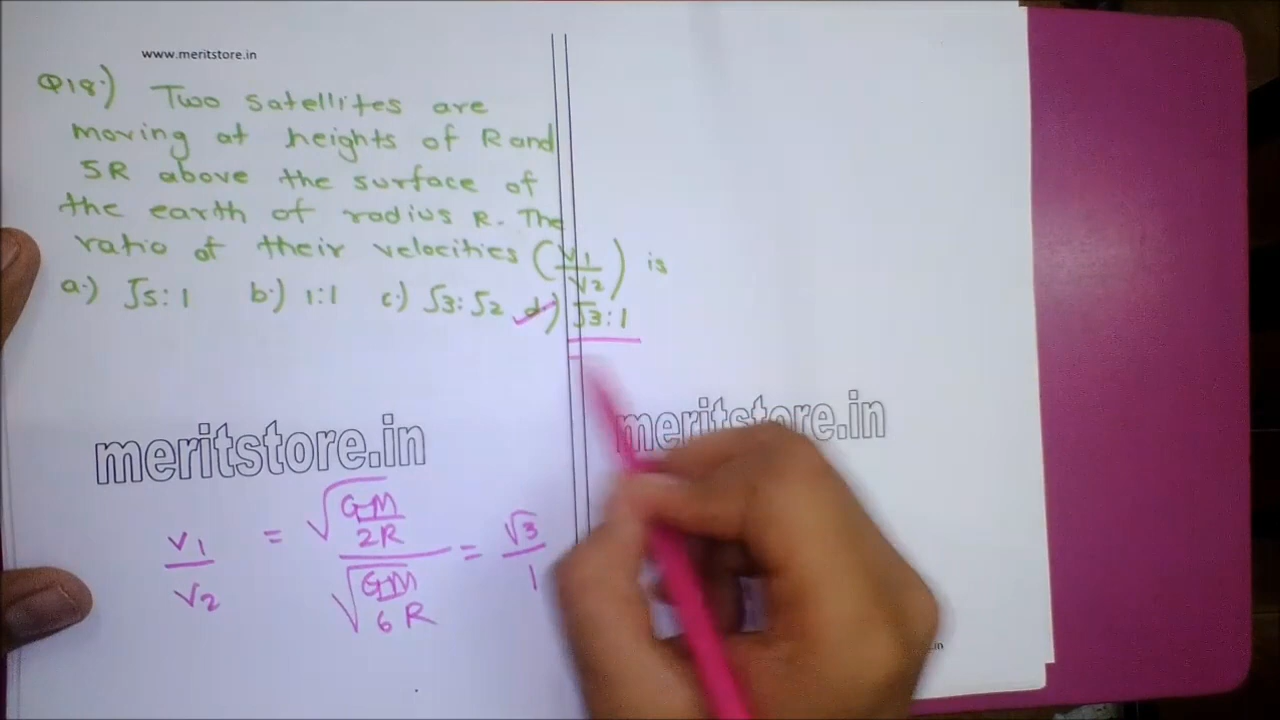 www.meritstore.in
Q18.) Two satellites are
moving at heights of R and
5R above the surface of
the earth of radius R. The
ratio of their velocities (V1/V2) is
a.) √5:1 b.) 1:1 c.) √3:√2 d.) √3:1
meritstore.in
meritstore.in
V1/V2 = √(GM/2R) / √(GM/6R) = √3/1
in